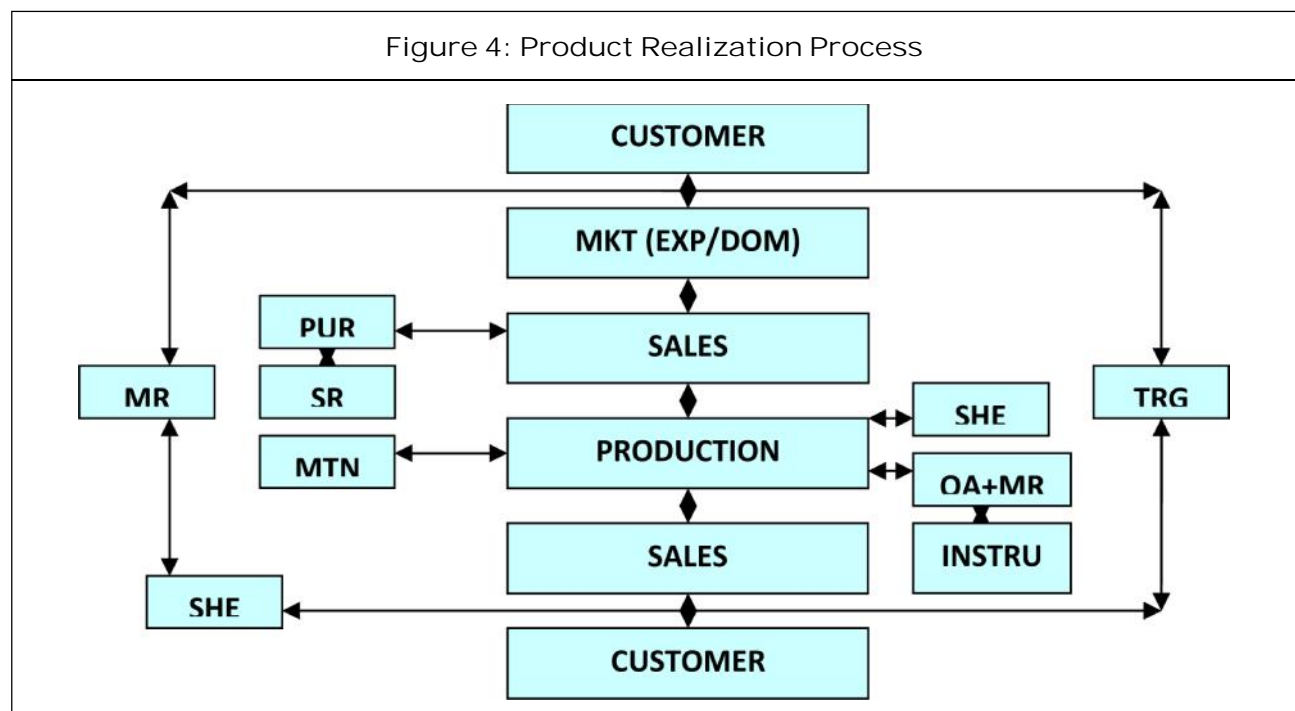 Figure 4: Product Realization Process
CUSTOMER
MKT (EXP/DOM)
PUR
SALES
MR
SR
TRG
SHE
MTN
PRODUCTION
QA+MR
SALES
INSTRU
SHE
CUSTOMER